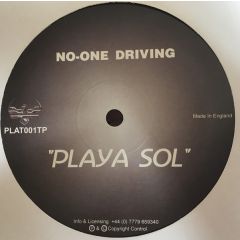 NO-ONE DRIVING
PLAT001TP
Made In England
"PLAYA SOL"
Info & Licensing +44 (0) 7779 659340
℗ & © Copyright Control